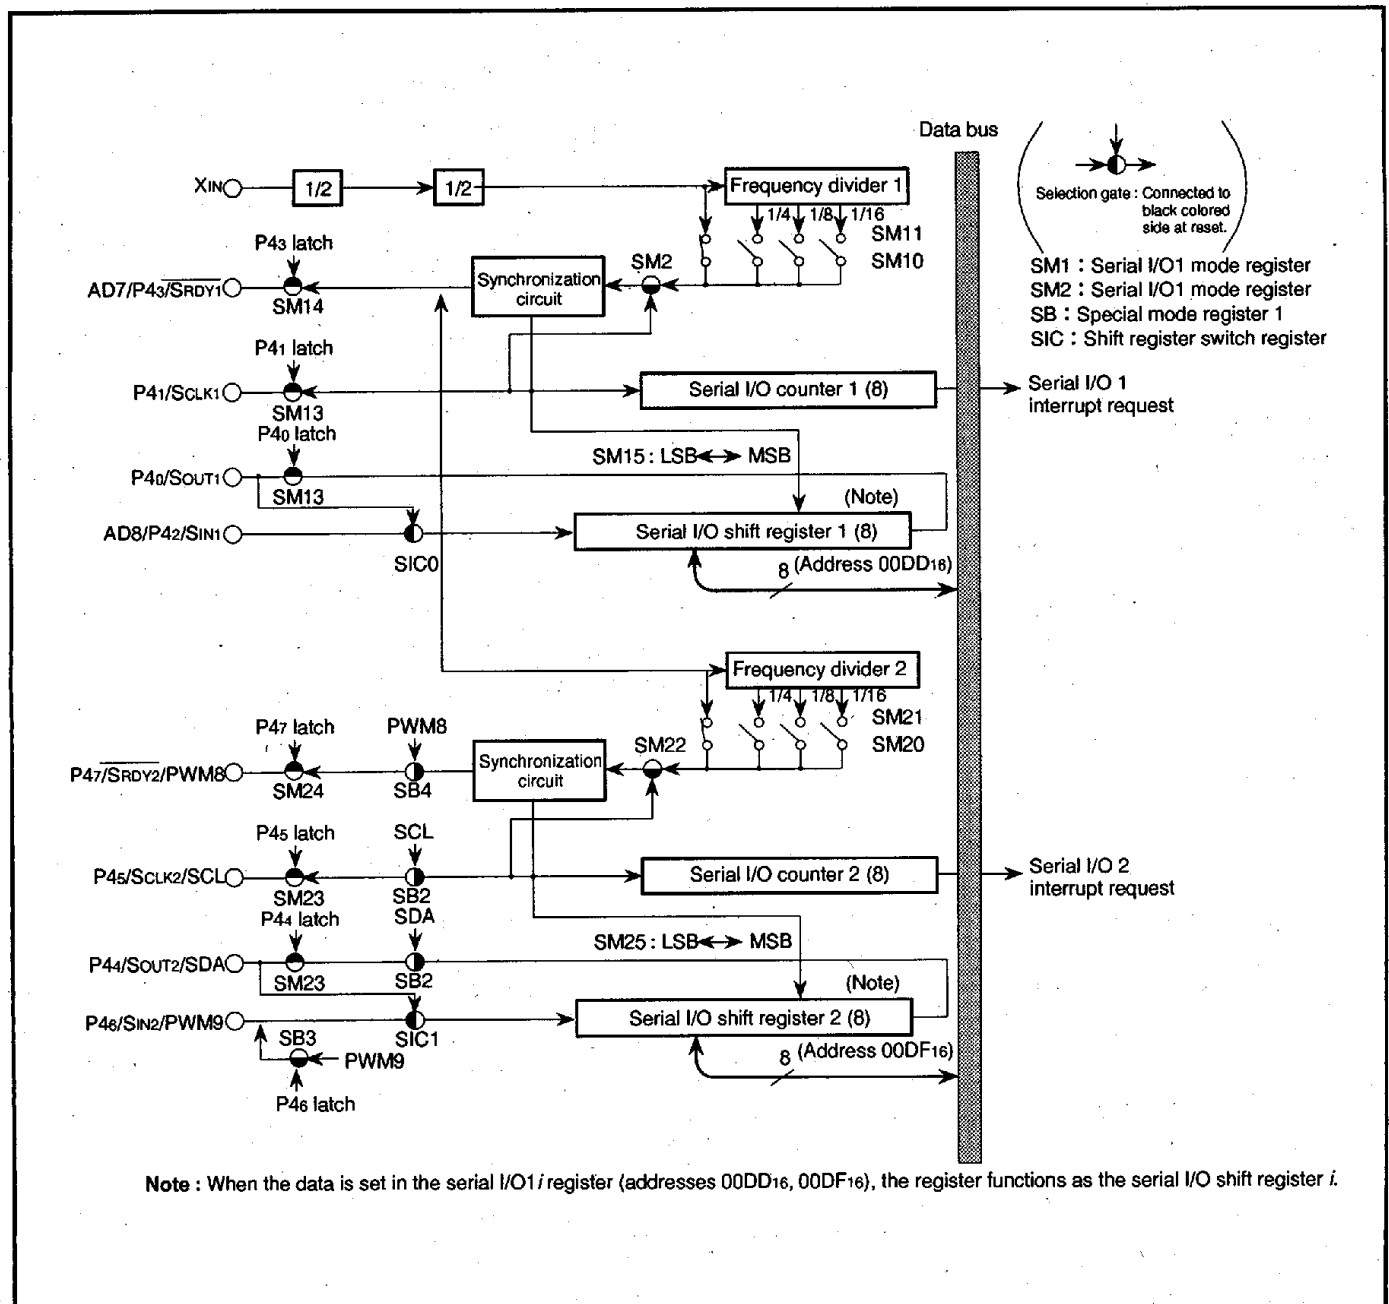 Data bus
XIN
1/2
1/2
Frequency divider 1
1/4 1/8 1/16
SM11
SM10
Selection gate : Connected to
black colored
side at reset.
SM1 : Serial I/O1 mode register
SM2 : Serial I/O1 mode register
SB : Special mode register 1
SIC : Shift register switch register
P43 latch
AD7/P43/SRDY1
SM14
Synchronization
circuit
SM2
P41 latch
P41/SCLK1
SM13
Serial I/O counter 1 (8)
Serial I/O 1
interrupt request
P40 latch
P40/SOUT1
SM13
SM15 : LSB MSB
(Note)
AD8/P42/SIN1
SIC0
Serial I/O shift register 1 (8)
8 (Address 00DD16)
Frequency divider 2
1/4 1/8 1/16
SM21
SM20
P47 latch
PWM8
P47/SRDY2/PWM8
SM24
SB4
Synchronization
circuit
SM22
P45 latch
SCL
P45/SCLK2/SCL
SM23
SB2
Serial I/O counter 2 (8)
Serial I/O 2
interrupt request
P44 latch
SDA
P44/SOUT2/SDA
SM23
SB2
SM25 : LSB MSB
(Note)
P46/SIN2/PWM9
SIC1
Serial I/O shift register 2 (8)
SB3
PWM9
P46 latch
8 (Address 00DF16)
Note : When the data is set in the serial I/O1 i register (addresses 00DD16, 00DF16), the register functions as the serial I/O shift register i.